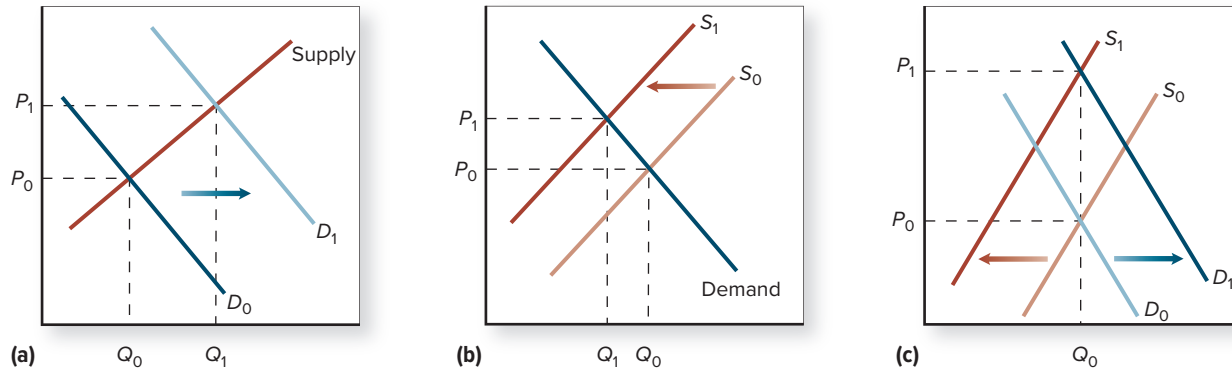 Supply
P₁
P₀
D₁
D₀
(a)
Q₀
Q₁
S₁
S₀
P₁
P₀
Demand
(b)
Q₁
Q₀
S₁
P₁
S₀
P₀
D₁
D₀
(c)
Q₀